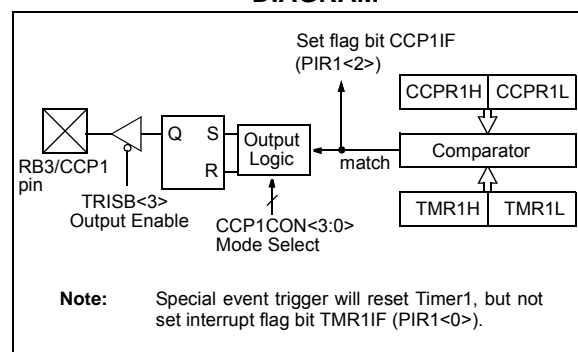 DIAGRAM
Set flag bit CCP1IF
(PIR1<2>)
CCPR1H CCPR1L
Q S Output
Logic
R
match
Comparator
RB3/CCP1
pin
TRISB<3>
Output Enable
CCP1CON<3:0>
Mode Select
TMR1H TMR1L
Note: Special event trigger will reset Timer1, but not
set interrupt flag bit TMR1IF (PIR1<0>).